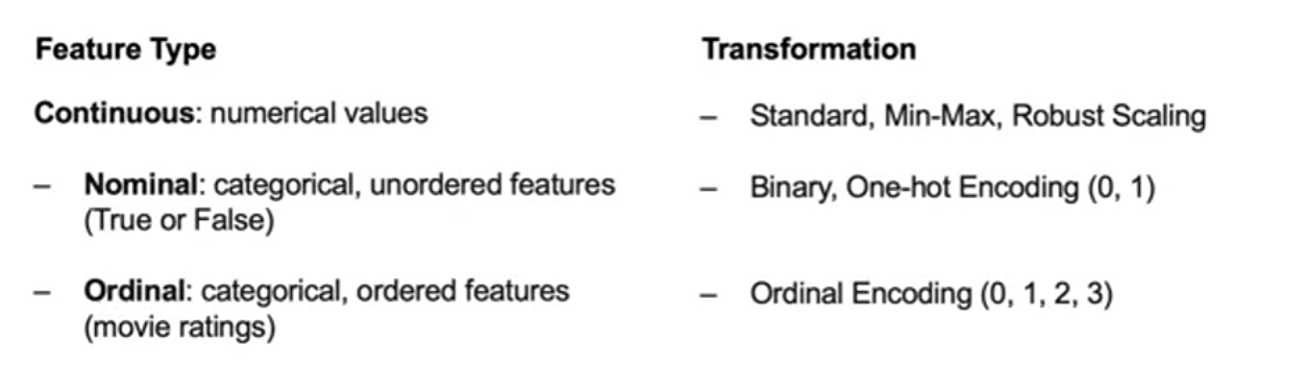 Feature Type
Transformation
Continuous: numerical values
– Standard, Min-Max, Robust Scaling
– Nominal: categorical, unordered features
(True or False)
– Binary, One-hot Encoding (0, 1)
– Ordinal: categorical, ordered features
(movie ratings)
– Ordinal Encoding (0, 1, 2, 3)